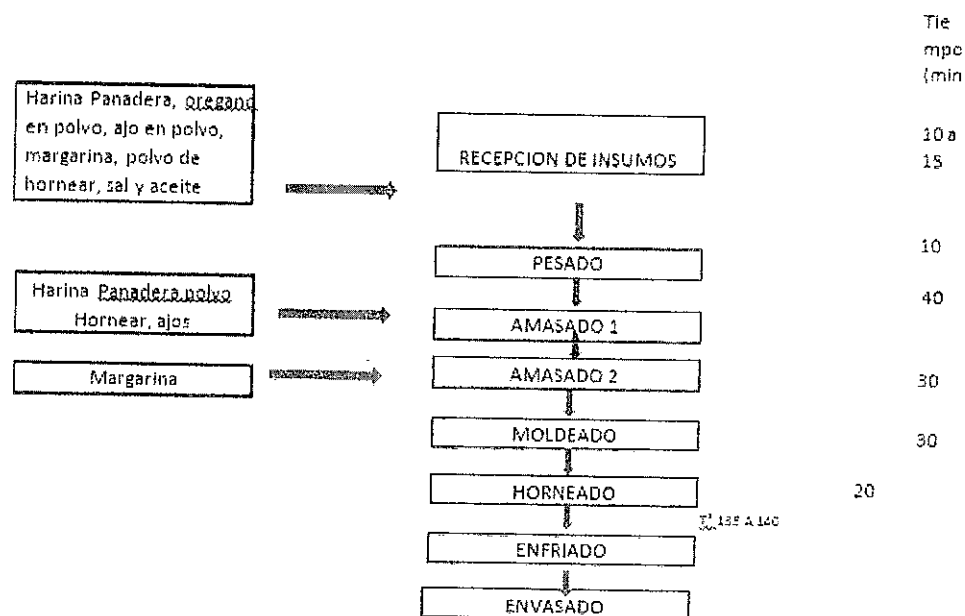 Tie
mpo
(min
Harina Panadera, oregano
en polvo, ajo en polvo,
margarina, polvo de
hornear, sal y aceite
RECEPCION DE INSUMOS
10 a
15
PESADO
10
Harina Panadera polvo
Hornear, ajos
AMASADO 1
40
Margarina
AMASADO 2
30
MOLDEADO
30
HORNEADO
20
135 A 140
ENFRIADO
ENVASADO